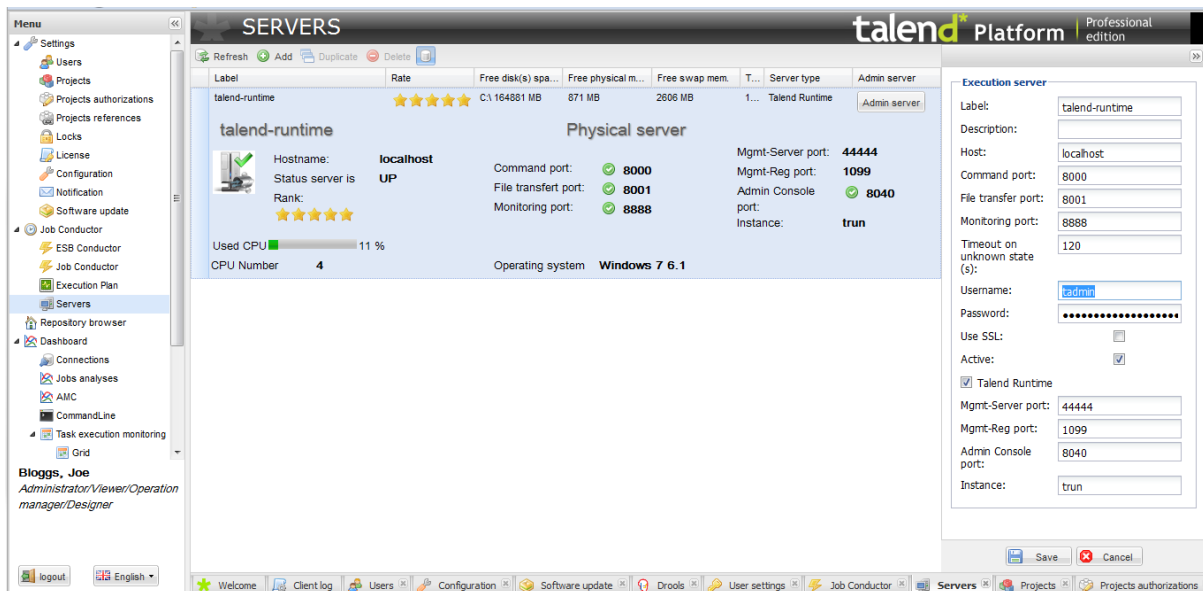 Menu
Settings
Users
Projects
Projects authorizations
Projects references
Locks
License
Configuration
Notification
Software update
Job Conductor
ESB Conductor
Job Conductor
Execution Plan
Servers
Repository browser
Dashboard
Connections
Jobs analyses
AMC
CommandLine
Task execution monitoring
Grid
Bloggs, Joe
Administrator/Viewer/Operation
manager/Designer
logout
English
SERVERS
talend* Platform Professional
edition
Refresh Add Duplicate Delete
Label Rate Free disk(s) spa... Free physical m... Free swap mem. T... Server type Admin server
talend-runtime C:\ 164881 MB 871 MB 2606 MB 1... Talend Runtime Admin server
talend-runtime Physical server
Hostname: localhost
Status server is UP
Rank:
Command port: 8000
File transfert port: 8001
Monitoring port: 8888
Mgmt-Server port: 44444
Mgmt-Reg port: 1099
Admin Console 8040
port:
Instance: trun
Used CPU 11 %
CPU Number 4 Operating system Windows 7 6.1
Execution server
Label: talend-runtime
Description:
Host: localhost
Command port: 8000
File transfer port: 8001
Monitoring port: 8888
Timeout on 120
unknown state
(s):
Username: tadmin
Password:
Use SSL:
Active:
Talend Runtime
Mgmt-Server port: 44444
Mgmt-Reg port: 1099
Admin Console 8040
port:
Instance: trun
Save Cancel
Welcome Client log Users Configuration Software update Drools User settings Job Conductor Servers Projects Projects authorizations